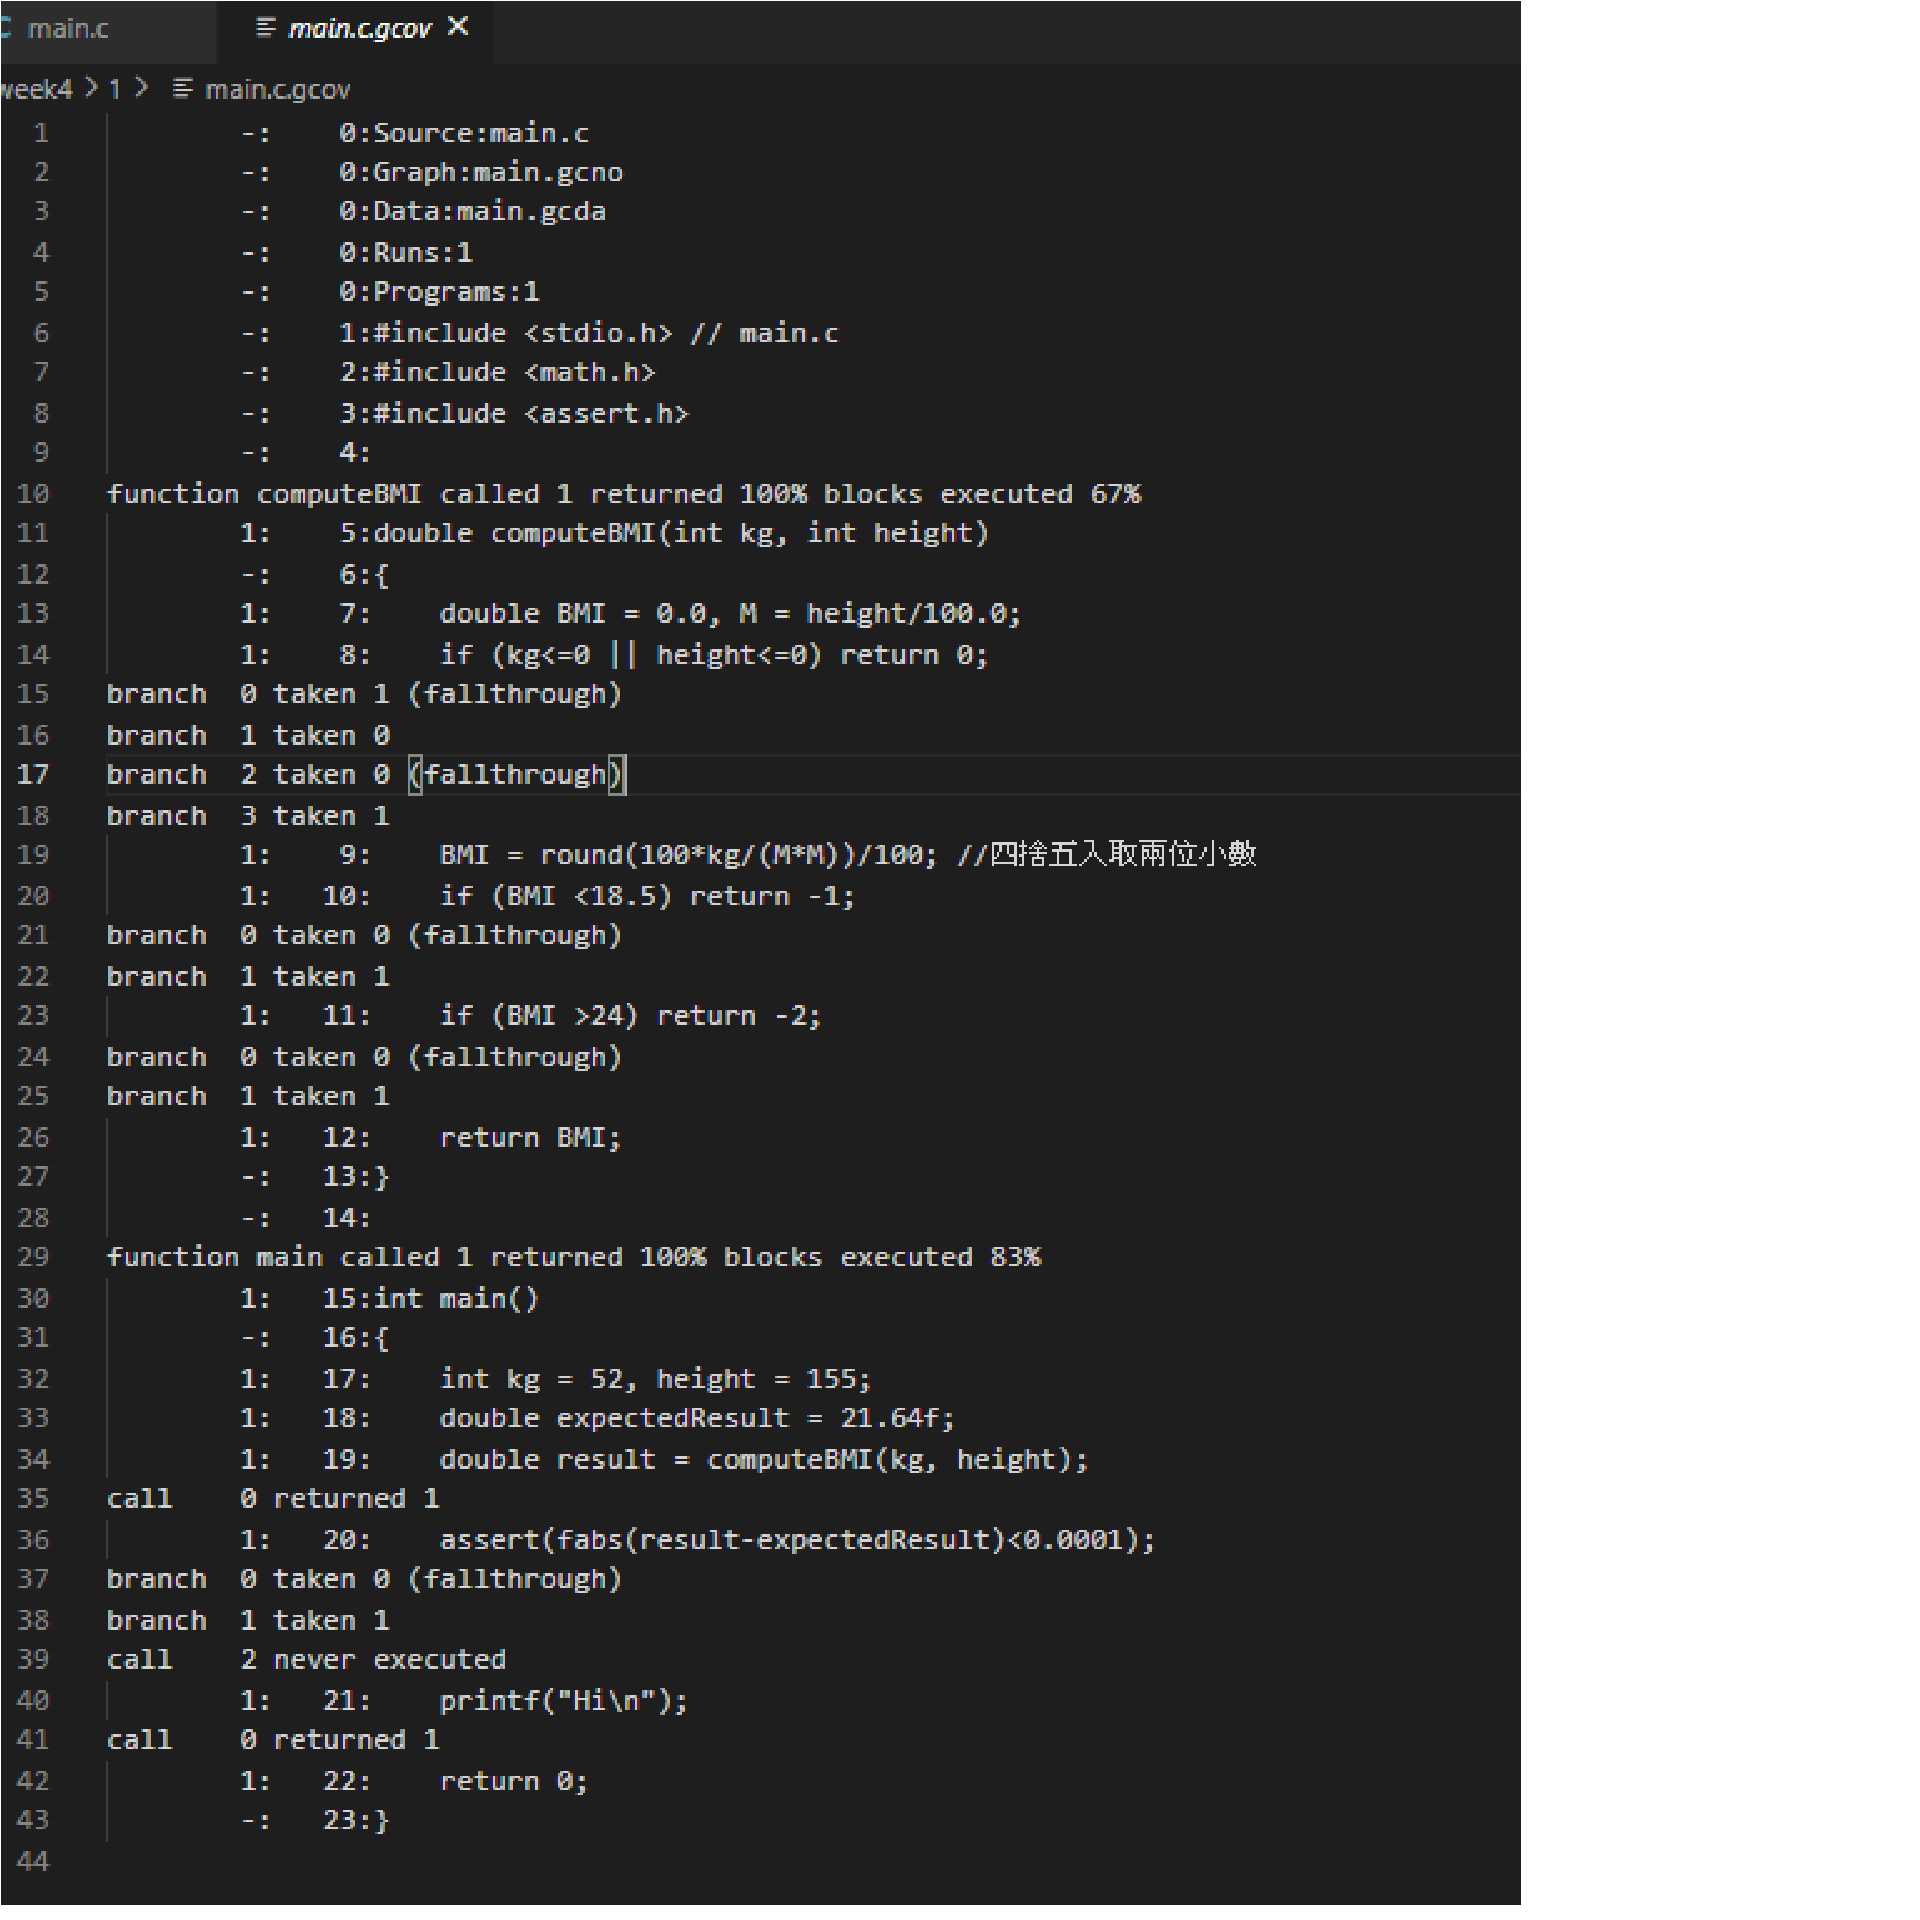 main.c main.c.gcov
week4 > 1 > main.c.gcov
1 -: 0:Source:main.c
2 -: 0:Graph:main.gcno
3 -: 0:Data:main.gcda
4 -: 0:Runs:1
5 -: 0:Programs:1
6 -: 1:#include <stdio.h> // main.c
7 -: 2:#include <math.h>
8 -: 3:#include <assert.h>
9 -: 4:
10 function computeBMI called 1 returned 100% blocks executed 67%
11 1: 5:double computeBMI(int kg, int height)
12 -: 6:{
13 1: 7: double BMI = 0.0, M = height/100.0;
14 1: 8: if (kg<=0 || height<=0) return 0;
15 branch 0 taken 1 (fallthrough)
16 branch 1 taken 0
17 branch 2 taken 0 (fallthrough)
18 branch 3 taken 1
19 1: 9: BMI = round(100*kg/(M*M))/100; //四捨五入取兩位小數
20 1: 10: if (BMI <18.5) return -1;
21 branch 0 taken 0 (fallthrough)
22 branch 1 taken 1
23 1: 11: if (BMI >24) return -2;
24 branch 0 taken 0 (fallthrough)
25 branch 1 taken 1
26 1: 12: return BMI;
27 -: 13:}
28 -: 14:
29 function main called 1 returned 100% blocks executed 83%
30 1: 15:int main()
31 -: 16:{
32 1: 17: int kg = 52, height = 155;
33 1: 18: double expectedResult = 21.64f;
34 1: 19: double result = computeBMI(kg, height);
35 call 0 returned 1
36 1: 20: assert(fabs(result-expectedResult)<0.0001);
37 branch 0 taken 0 (fallthrough)
38 branch 1 taken 1
39 call 2 never executed
40 1: 21: printf("Hi\n");
41 call 0 returned 1
42 1: 22: return 0;
43 -: 23:}
44